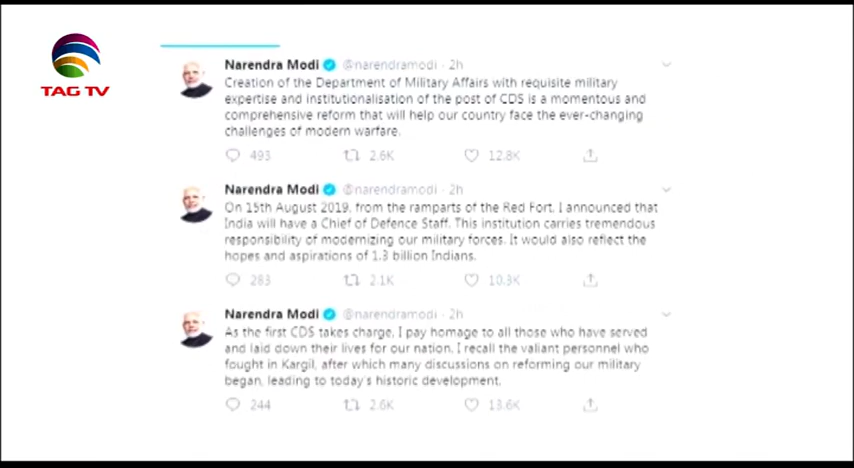 TAG TV
Narendra Modi @narendramodi · 2h
Creation of the Department of Military Affairs with requisite military
expertise and institutionalisation of the post of CDS is a momentous and
comprehensive reform that will help our country face the ever-changing
challenges of modern warfare.
493 2.6K 12.8K
Narendra Modi @narendramodi · 2h
On 15th August 2019, from the ramparts of the Red Fort, I announced that
India will have a Chief of Defence Staff. This institution carries tremendous
responsibility of modernizing our military forces. It would also reflect the
hopes and aspirations of 1.3 billion Indians.
283 2.1K 10.3K
Narendra Modi @narendramodi · 2h
As the first CDS takes charge, I pay homage to all those who have served
and laid down their lives for our nation. I recall the valiant personnel who
fought in Kargil, after which many discussions on reforming our military
began, leading to today's historic development.
244 2.6K 13.6K